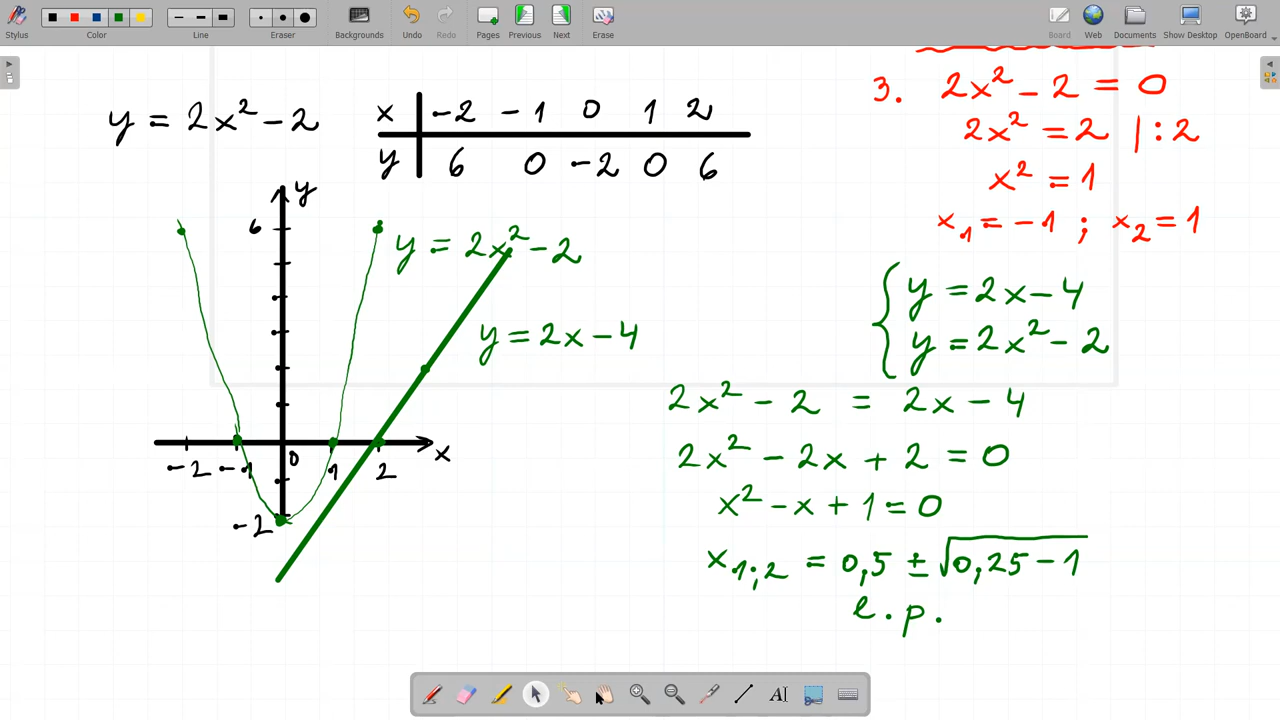 Stylus Color Line Eraser Backgrounds Undo Redo Pages Previous Next Erase Board Web Documents Show Desktop OpenBoard
y = 2x² - 2
x -2 -1 0 1 2
y 6 0 -2 0 6
3. 2x² - 2 = 0
2x² = 2 | : 2
x² = 1
x₁ = -1 ; x₂ = 1
y
6
y = 2x² - 2
y = 2x - 4
-2 -1 0 1 2 x
-2
{ y = 2x - 4
y = 2x² - 2
2x² - 2 = 2x - 4
2x² - 2x + 2 = 0
x² - x + 1 = 0
x₁;₂ = 0,5 ± √0,25 - 1
l.p.